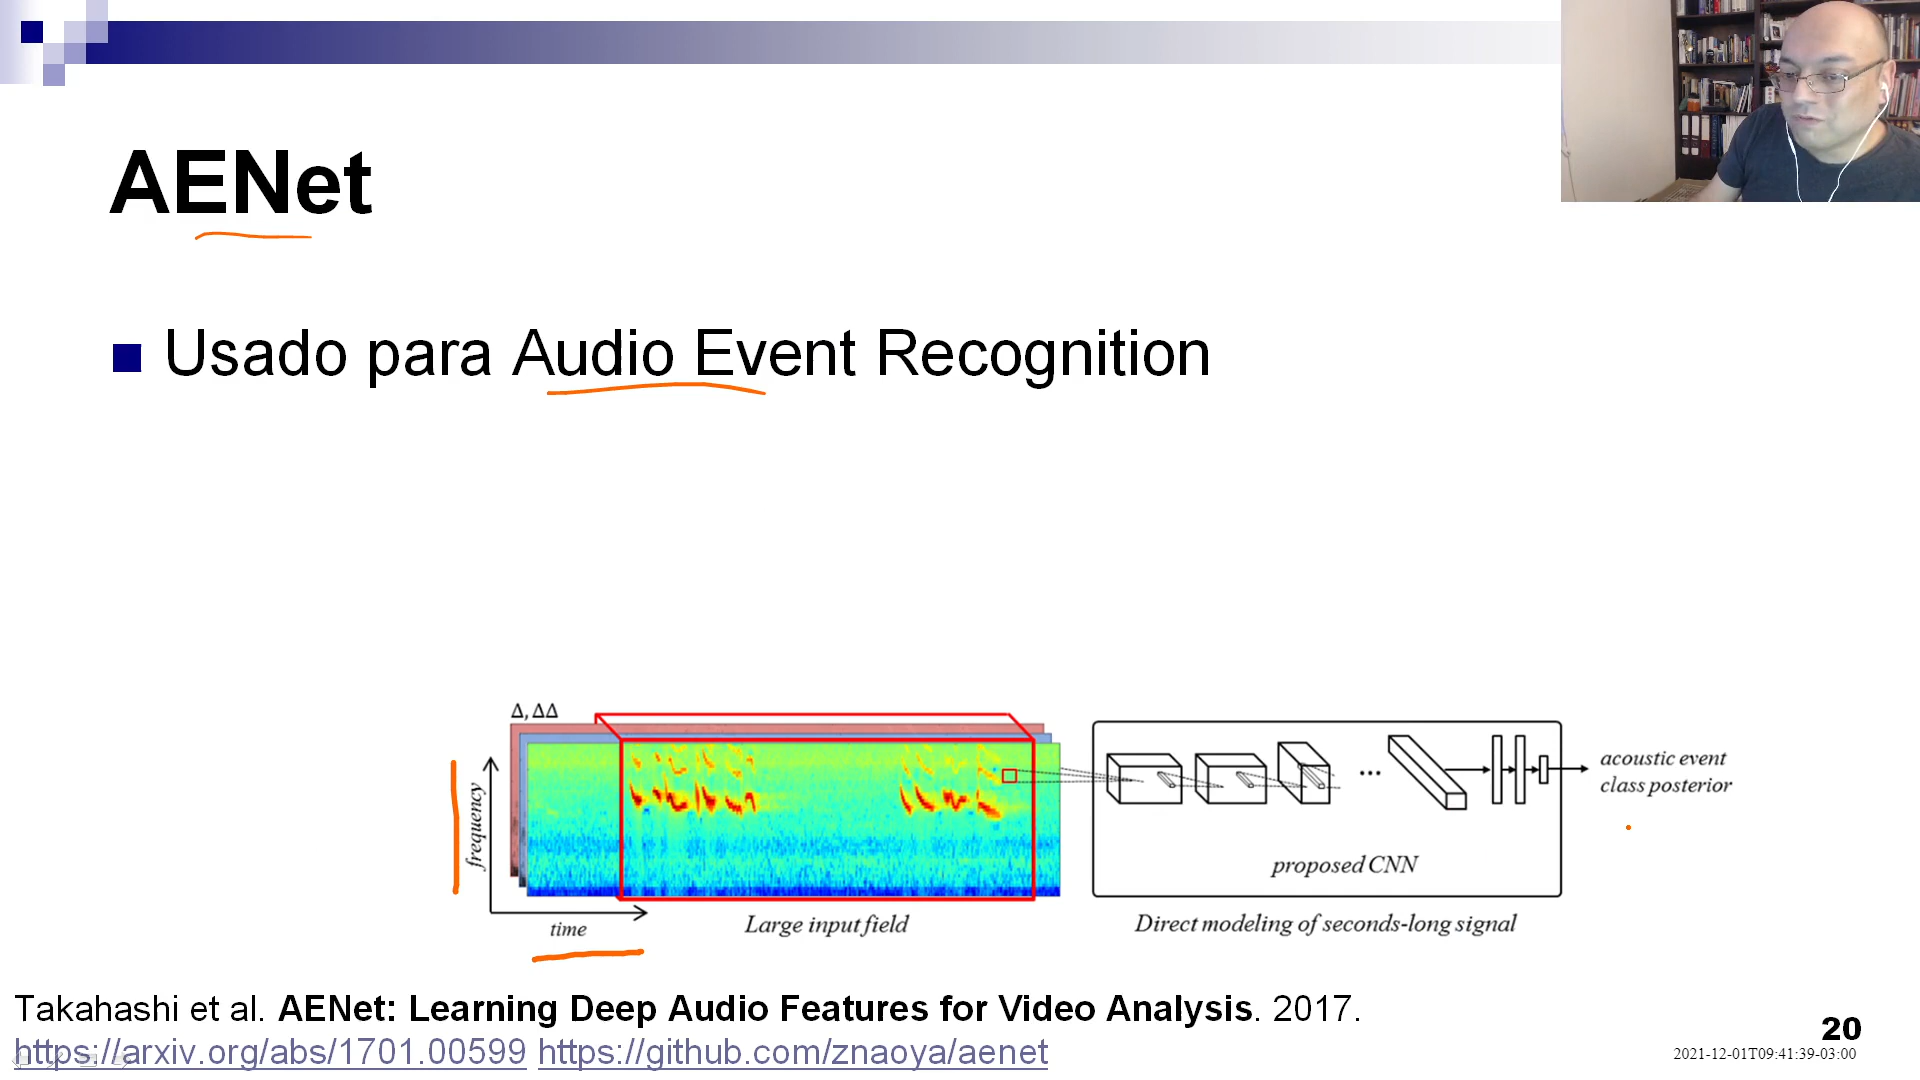 AENet
Usado para Audio Event Recognition
Δ, ΔΔ
frequency
time
Large input field
...
proposed CNN
Direct modeling of seconds-long signal
acoustic event
class posterior
Takahashi et al. AENet: Learning Deep Audio Features for Video Analysis. 2017.
https://arxiv.org/abs/1701.00599 https://github.com/znaoya/aenet
20
2021-12-01T09:41:39-03:00